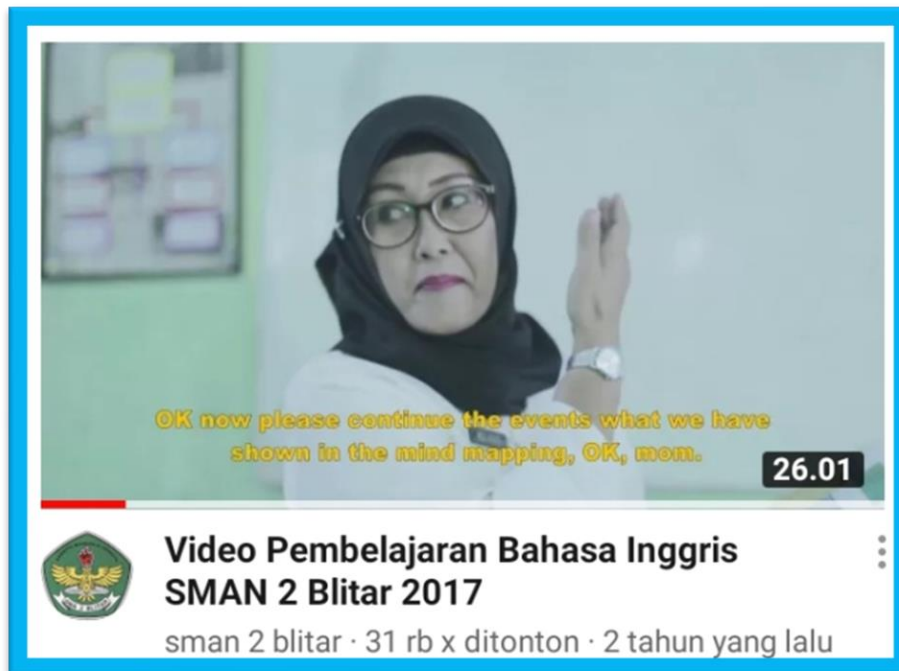 OK now please continue the events what we have
shown in the mind mapping, OK, mom.
26.01
Video Pembelajaran Bahasa Inggris
SMAN 2 Blitar 2017
sman 2 blitar · 31 rb x ditonton · 2 tahun yang lalu